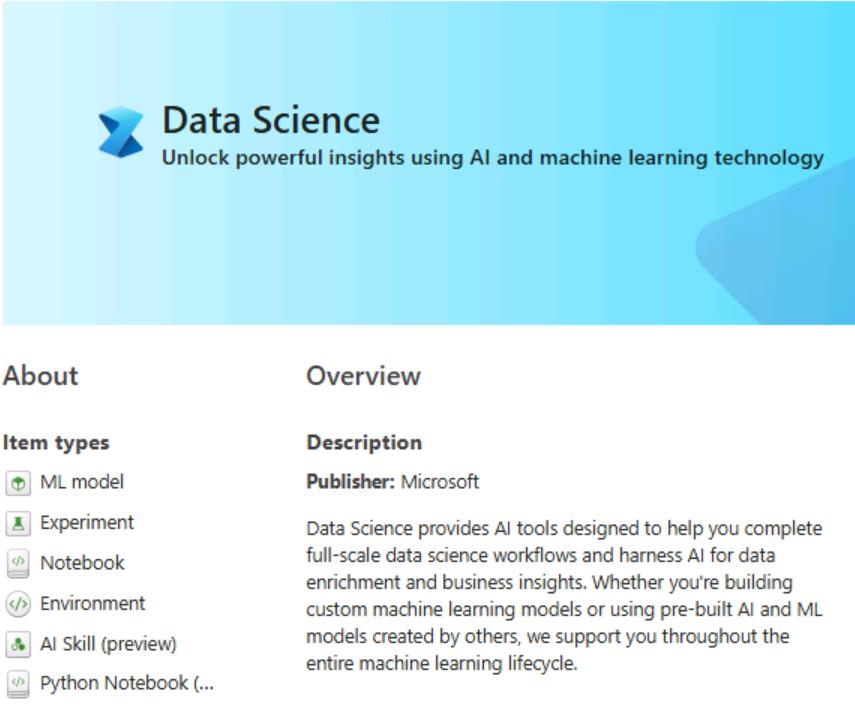 Data Science
Unlock powerful insights using AI and machine learning technology
About
Item types
ML model
Experiment
Notebook
Environment
AI Skill (preview)
Python Notebook (...
Overview
Description
Publisher: Microsoft
Data Science provides AI tools designed to help you complete
full-scale data science workflows and harness AI for data
enrichment and business insights. Whether you're building
custom machine learning models or using pre-built AI and ML
models created by others, we support you throughout the
entire machine learning lifecycle.